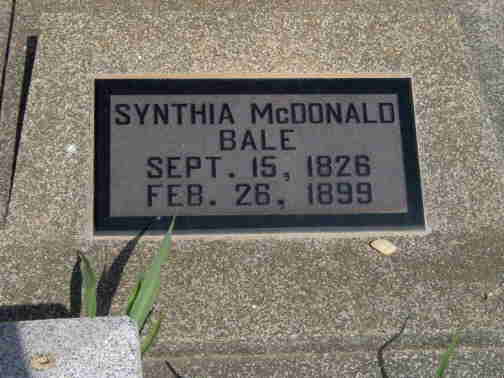 SYNTHIA McDONALD
BALE
SEPT. 15, 1826
FEB. 26, 1899